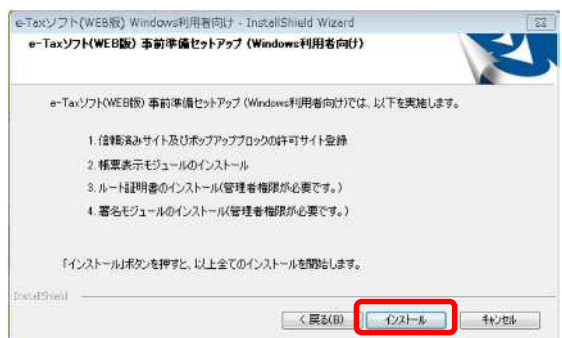 e-Taxソフト(WEB版) Windows利用者向け - InstallShield Wizard
e-Taxソフト(WEB版) 事前準備セットアップ (Windows利用者向け)
e-Taxソフト(WEB版) 事前準備セットアップ (Windows利用者向け)では、以下を実施します。
1. 信頼済みサイト及びポップアップブロックの許可サイト登録
2. 帳票表示モジュールのインストール
3. ルート証明書のインストール(管理者権限が必要です。)
4. 署名モジュールのインストール(管理者権限が必要です。)
「インストール」ボタンを押すと、以上全てのインストールを開始します。
InstallShield
< 戻る(B)
インストール
キャンセル